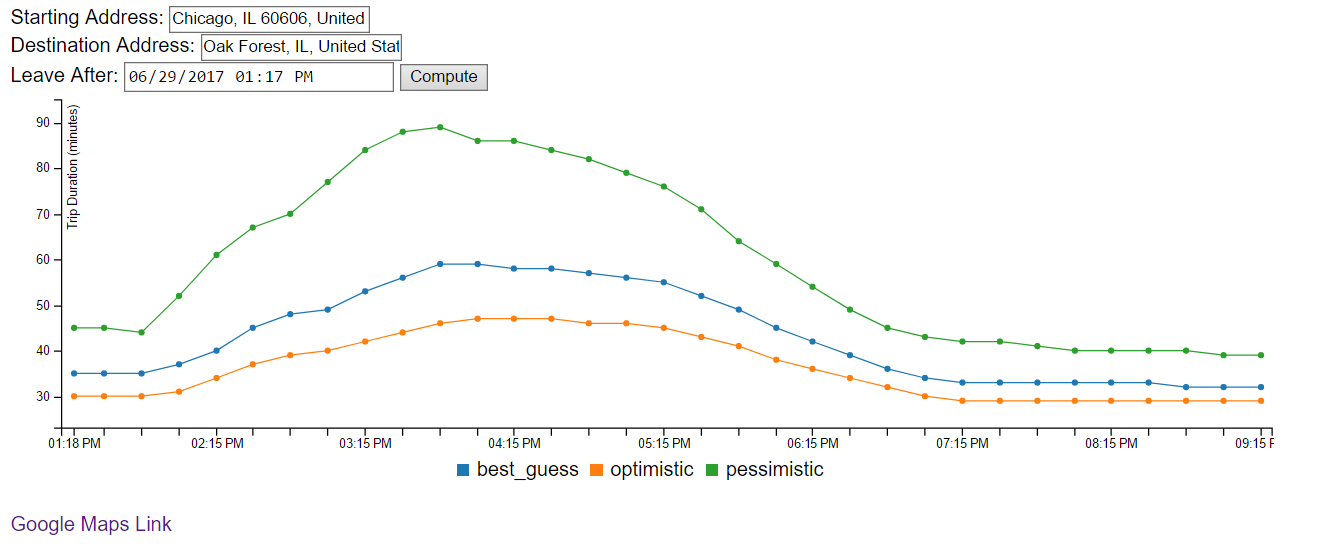 Starting Address: Chicago, IL 60606, United
Destination Address: Oak Forest, IL, United Stat
Leave After: 06/29/2017 01:17 PM Compute
Trip Duration (minutes)
90
80
70
60
50
40
30
01:18 PM 02:15 PM 03:15 PM 04:15 PM 05:15 PM 06:15 PM 07:15 PM 08:15 PM 09:15 P
best_guess optimistic pessimistic
Google Maps Link